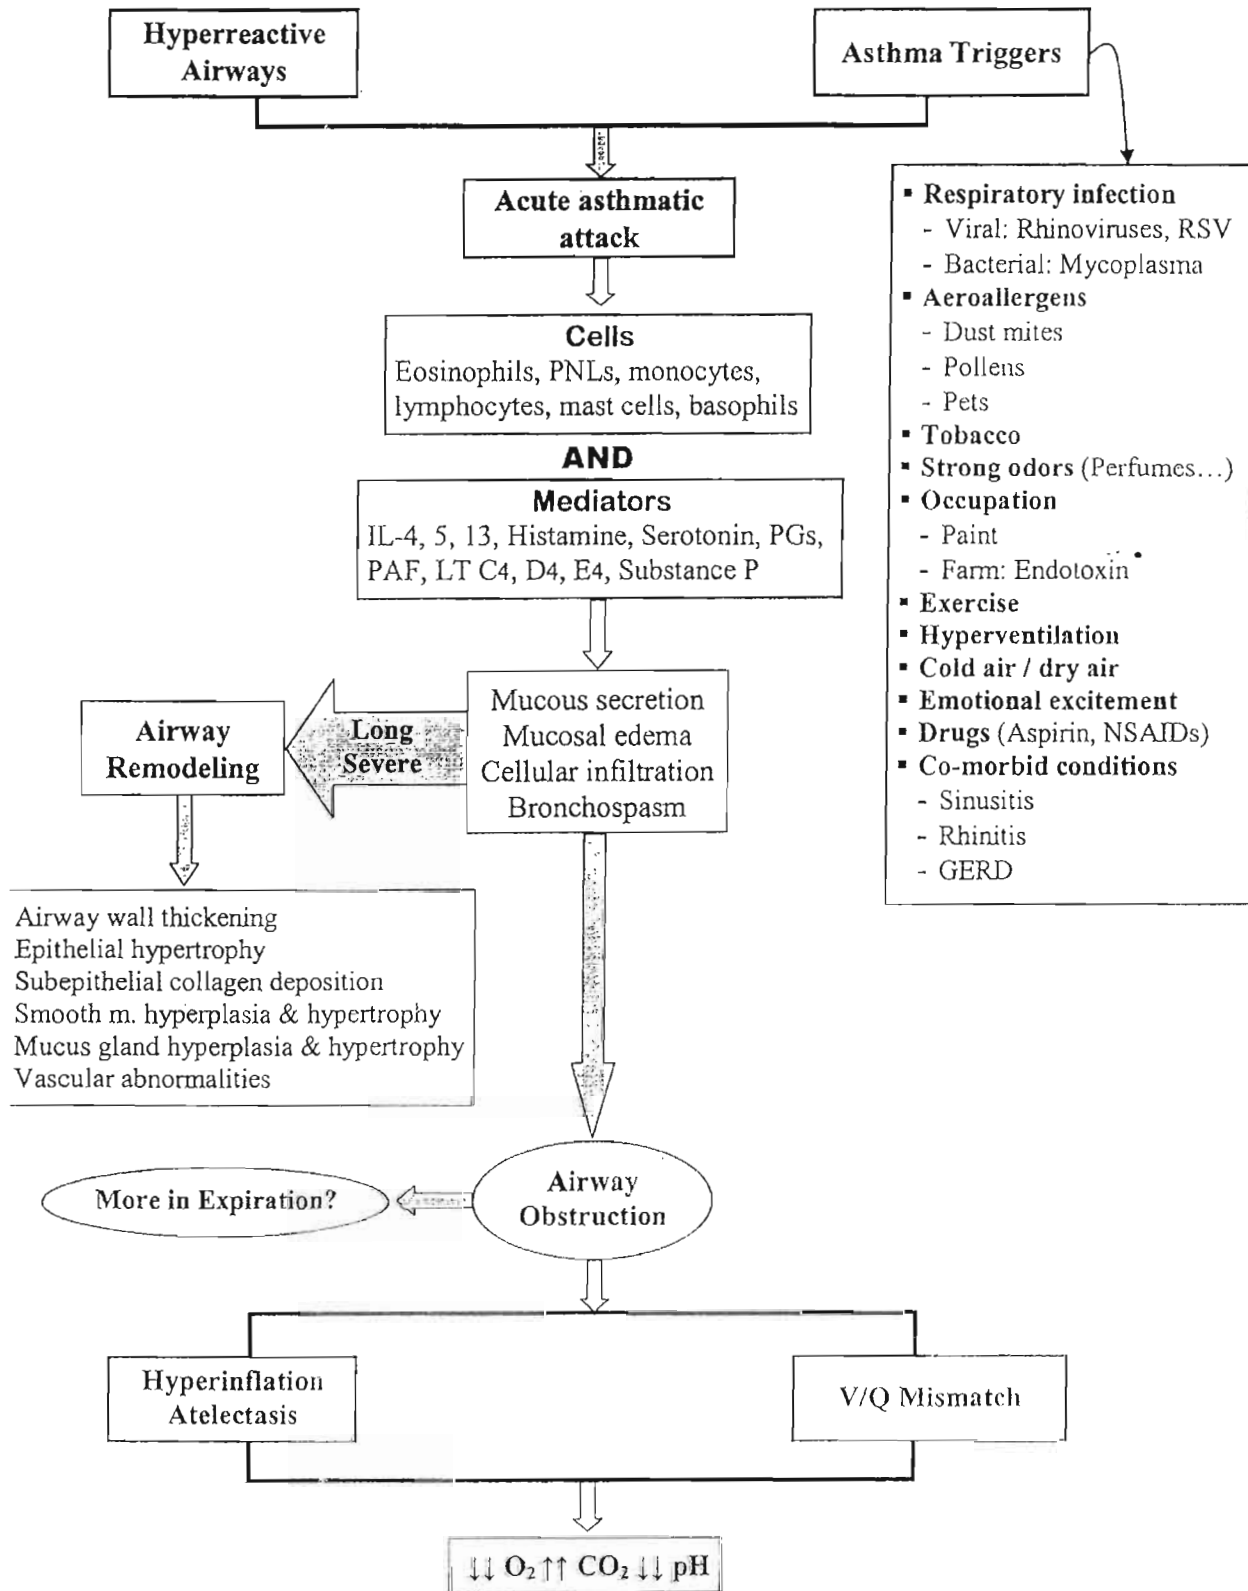 Hyperreactive
Airways
Asthma Triggers
Acute asthmatic
attack
Cells
Eosinophils, PNLs, monocytes,
lymphocytes, mast cells, basophils
AND
Mediators
IL-4, 5, 13, Histamine, Serotonin, PGs,
PAF, LT C4, D4, E4, Substance P
▪ Respiratory infection
- Viral: Rhinoviruses, RSV
- Bacterial: Mycoplasma
▪ Aeroallergens
- Dust mites
- Pollens
- Pets
▪ Tobacco
▪ Strong odors (Perfumes...)
▪ Occupation
- Paint
- Farm: Endotoxin
▪ Exercise
▪ Hyperventilation
▪ Cold air / dry air
▪ Emotional excitement
▪ Drugs (Aspirin, NSAIDs)
▪ Co-morbid conditions
- Sinusitis
- Rhinitis
- GERD
Mucous secretion
Mucosal edema
Cellular infiltration
Bronchospasm
Long
Severe
Airway
Remodeling
Airway wall thickening
Epithelial hypertrophy
Subepithelial collagen deposition
Smooth m. hyperplasia & hypertrophy
Mucus gland hyperplasia & hypertrophy
Vascular abnormalities
Airway
Obstruction
More in Expiration?
Hyperinflation
Atelectasis
V/Q Mismatch
↓↓ O₂ ↑↑ CO₂ ↓↓ pH